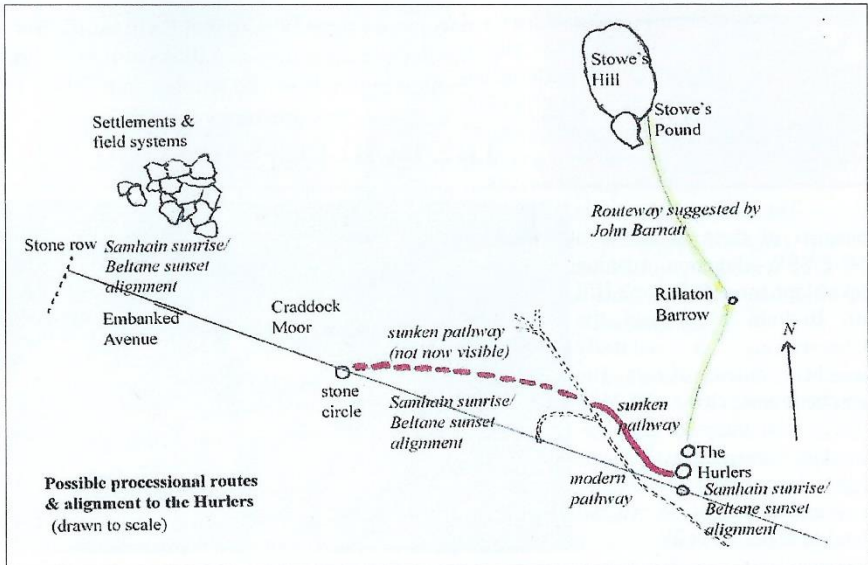 Stowe's
Hill
Stowe's
Pound
Settlements &
field systems
Routeway suggested by
John Barnatt
Stone row
Samhain sunrise/
Beltane sunset
alignment
Rillaton
Barrow
Embanked
Avenue
Craddock
Moor
N
sunken pathway
(not now visible)
stone
circle
Samhain sunrise/
Beltane sunset
alignment
sunken
pathway
The
Hurlers
modern
pathway
Samhain sunrise/
Beltane sunset
alignment
Possible processional routes
& alignment to the Hurlers
(drawn to scale)